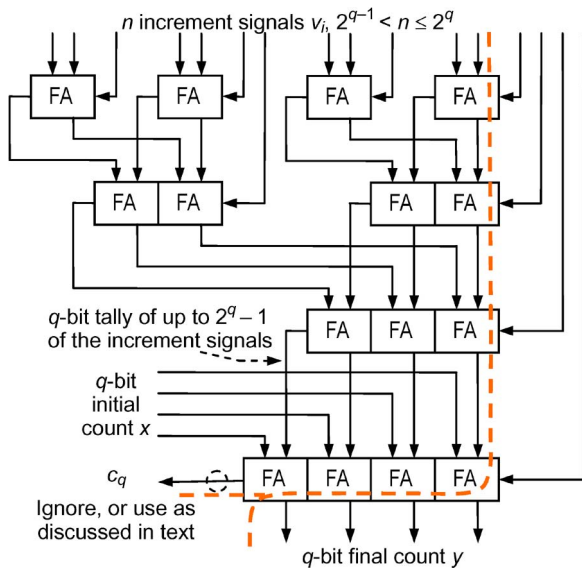 n increment signals vᵢ, 2^{q–1} < n ≤ 2^q
FA FA FA FA
FA FA FA FA
q-bit tally of up to 2^q – 1
of the increment signals
FA FA FA
q-bit
initial
count x
c_q
FA FA FA FA
Ignore, or use as
discussed in text
q-bit final count y